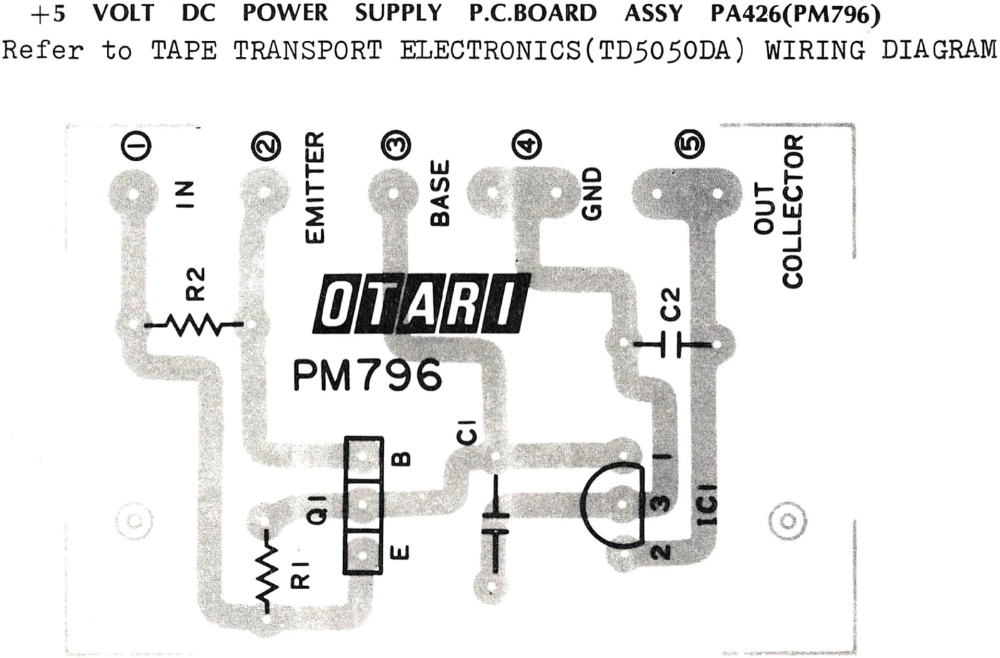 +5 VOLT DC POWER SUPPLY P.C.BOARD ASSY PA426(PM796)
Refer to TAPE TRANSPORT ELECTRONICS(TD5050DA) WIRING DIAGRAM
①
②
③
④
⑤
IN
EMITTER
BASE
GND
OUT
COLLECTOR
R2
OTARI
C2
PM796
C1
B
1
Q1
3
IC1
E
2
R1